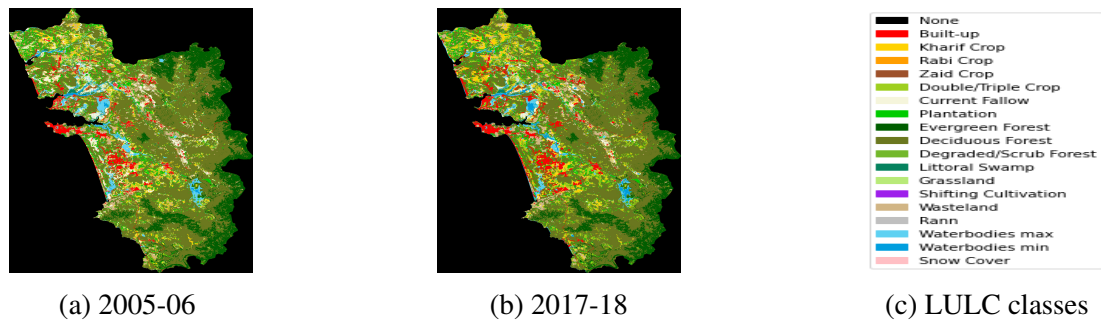 None
Built-up
Kharif Crop
Rabi Crop
Zaid Crop
Double/Triple Crop
Current Fallow
Plantation
Evergreen Forest
Deciduous Forest
Degraded/Scrub Forest
Littoral Swamp
Grassland
Shifting Cultivation
Wasteland
Rann
Waterbodies max
Waterbodies min
Snow Cover
(a) 2005-06
(b) 2017-18
(c) LULC classes